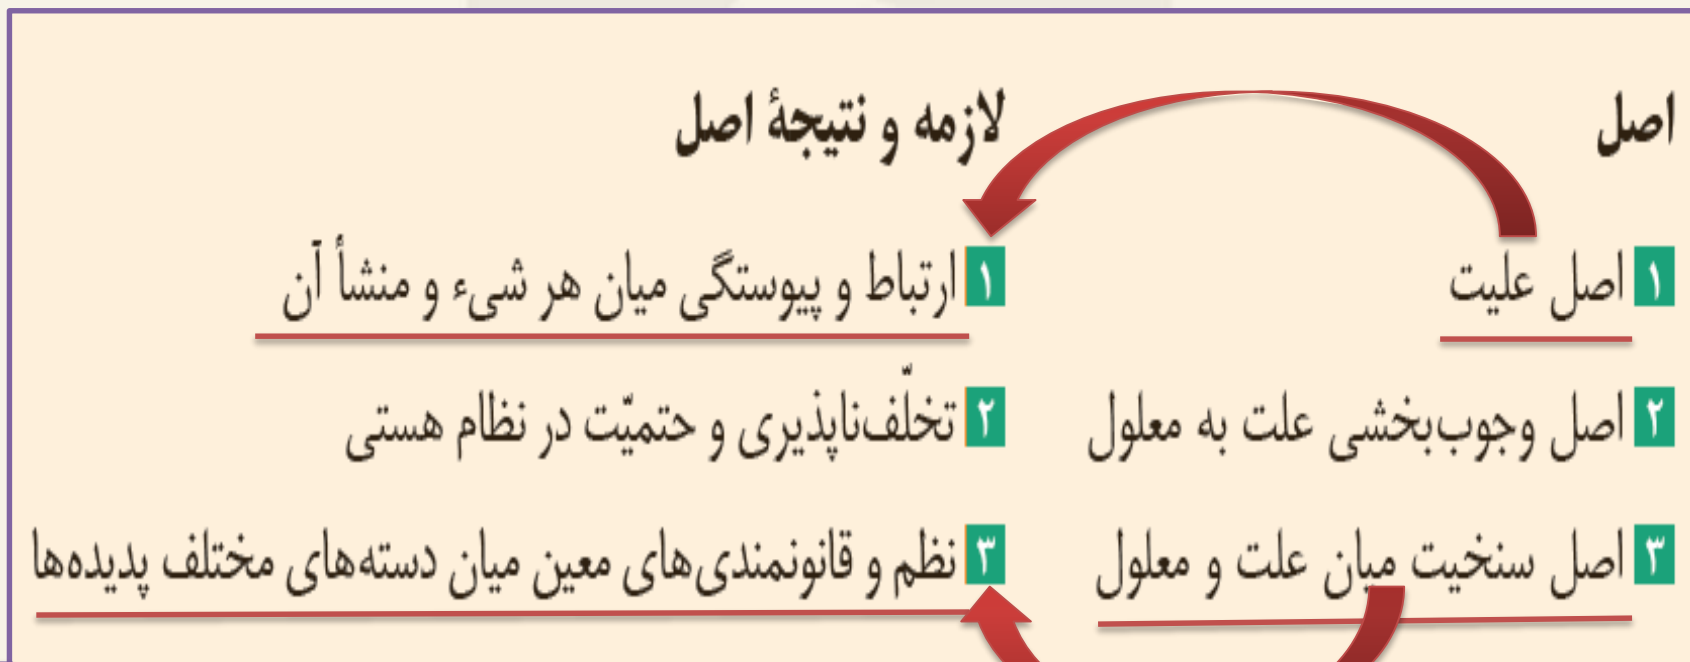 اصل لازمه و نتیجهٔ اصل
۱ اصل علیت ۱ ارتباط و پیوستگی میان هر شیء و منشأ آن
۲ اصل وجوب‌بخشی علت به معلول ۲ تخلّف‌ناپذیری و حتمیّت در نظام هستی
۳ اصل سنخیت میان علت و معلول ۳ نظم و قانونمندی‌های معین میان دسته‌های مختلف پدیده‌ها